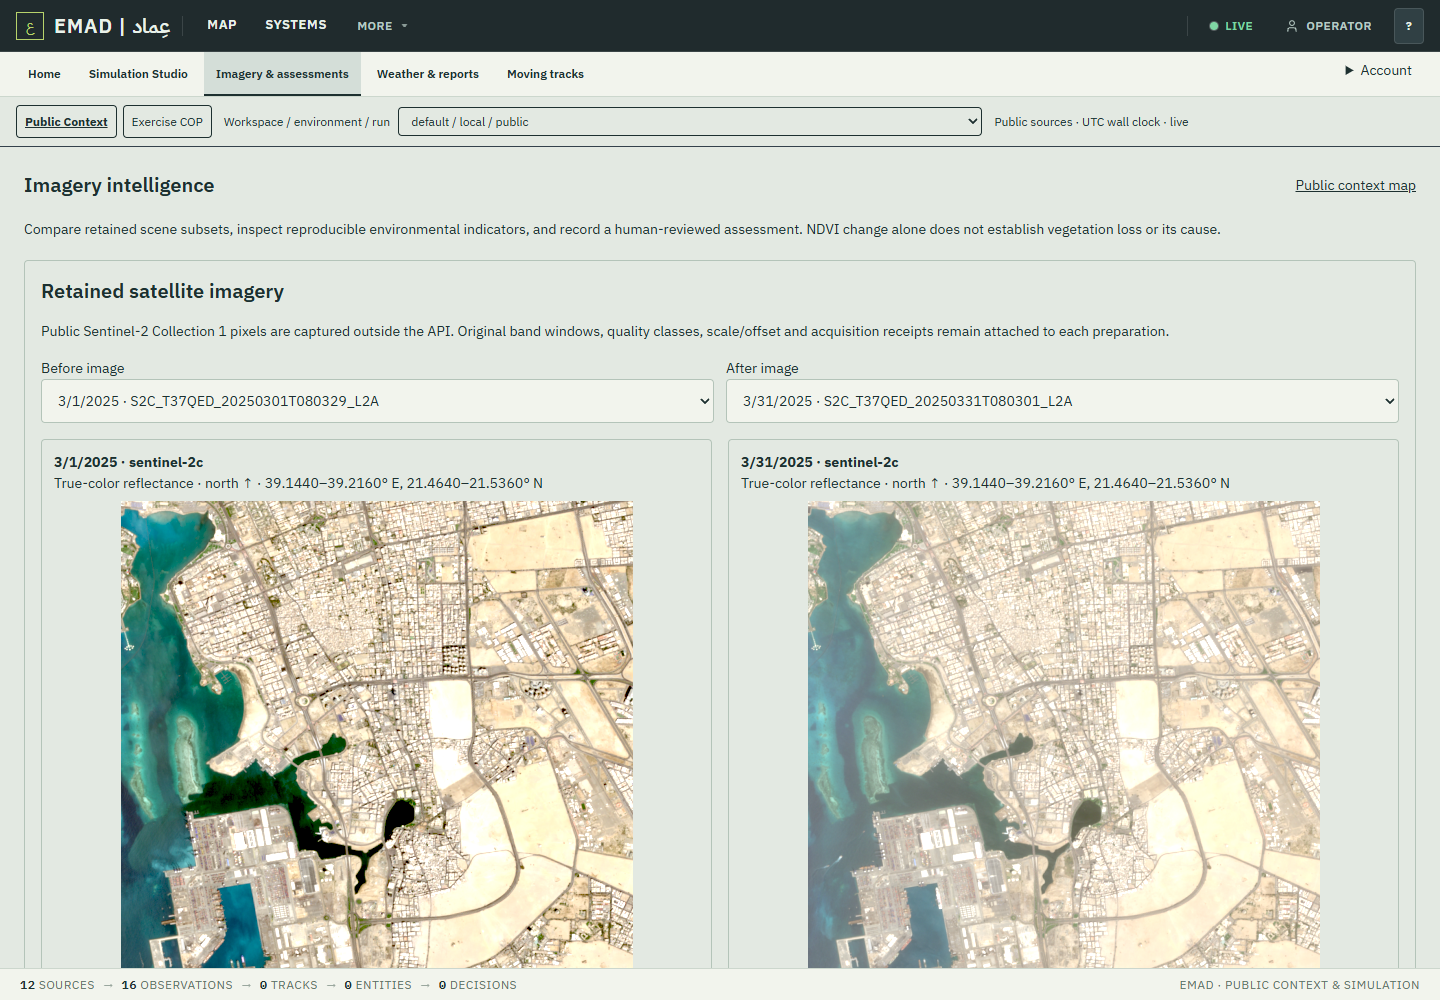 ع EMAD | عِماد MAP SYSTEMS MORE LIVE OPERATOR ?
Home Simulation Studio Imagery & assessments Weather & reports Moving tracks ▶ Account
Public Context Exercise COP Workspace / environment / run default / local / public Public sources · UTC wall clock · live
Imagery intelligence
Public context map
Compare retained scene subsets, inspect reproducible environmental indicators, and record a human-reviewed assessment. NDVI change alone does not establish vegetation loss or its cause.
Retained satellite imagery
Public Sentinel-2 Collection 1 pixels are captured outside the API. Original band windows, quality classes, scale/offset and acquisition receipts remain attached to each preparation.
Before image
3/1/2025 · S2C_T37QED_20250301T080329_L2A
After image
3/31/2025 · S2C_T37QED_20250331T080301_L2A
3/1/2025 · sentinel-2c
True-color reflectance · north ↑ · 39.1440–39.2160° E, 21.4640–21.5360° N
3/31/2025 · sentinel-2c
True-color reflectance · north ↑ · 39.1440–39.2160° E, 21.4640–21.5360° N
12 SOURCES → 16 OBSERVATIONS → 0 TRACKS → 0 ENTITIES → 0 DECISIONS
EMAD · PUBLIC CONTEXT & SIMULATION